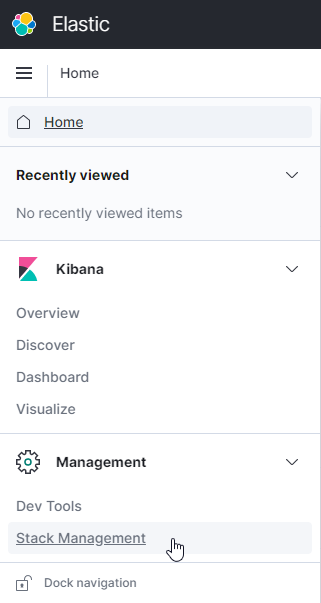 Elastic
Home
Home
Recently viewed
No recently viewed items
Kibana
Overview
Discover
Dashboard
Visualize
Management
Dev Tools
Stack Management
Dock navigation